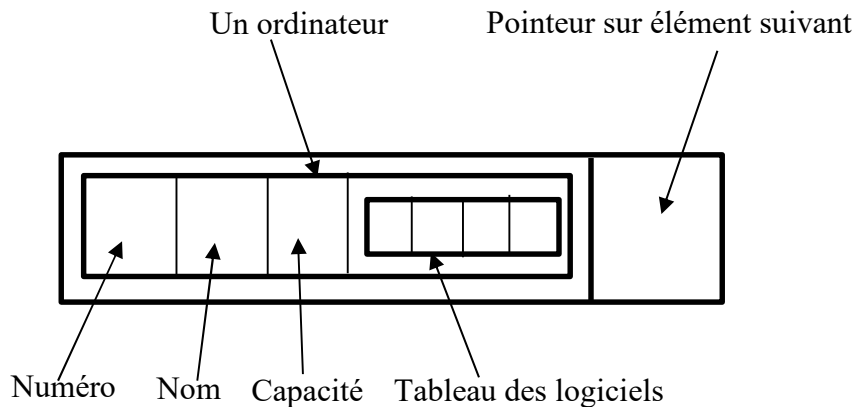 Un ordinateur
Pointeur sur élément suivant
Numéro
Nom
Capacité
Tableau des logiciels